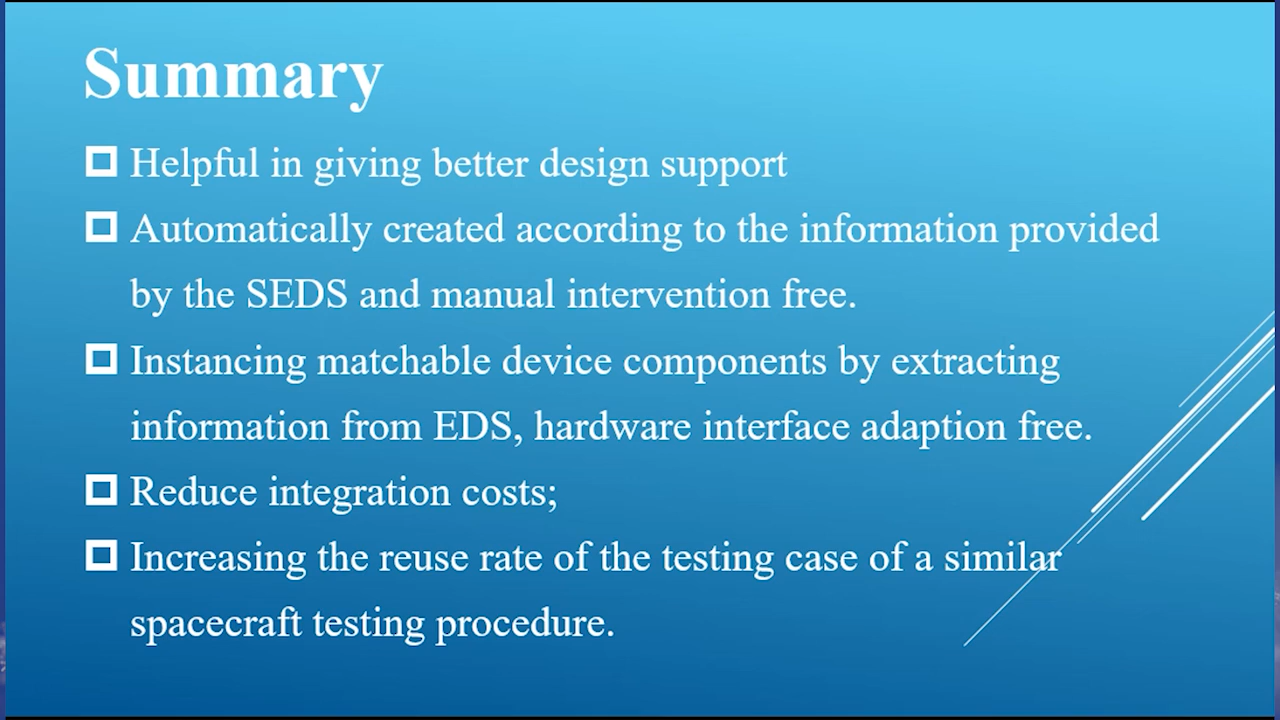 Summary
Helpful in giving better design support
Automatically created according to the information provided
by the SEDS and manual intervention free.
Instancing matchable device components by extracting
information from EDS, hardware interface adaption free.
Reduce integration costs;
Increasing the reuse rate of the testing case of a similar
spacecraft testing procedure.